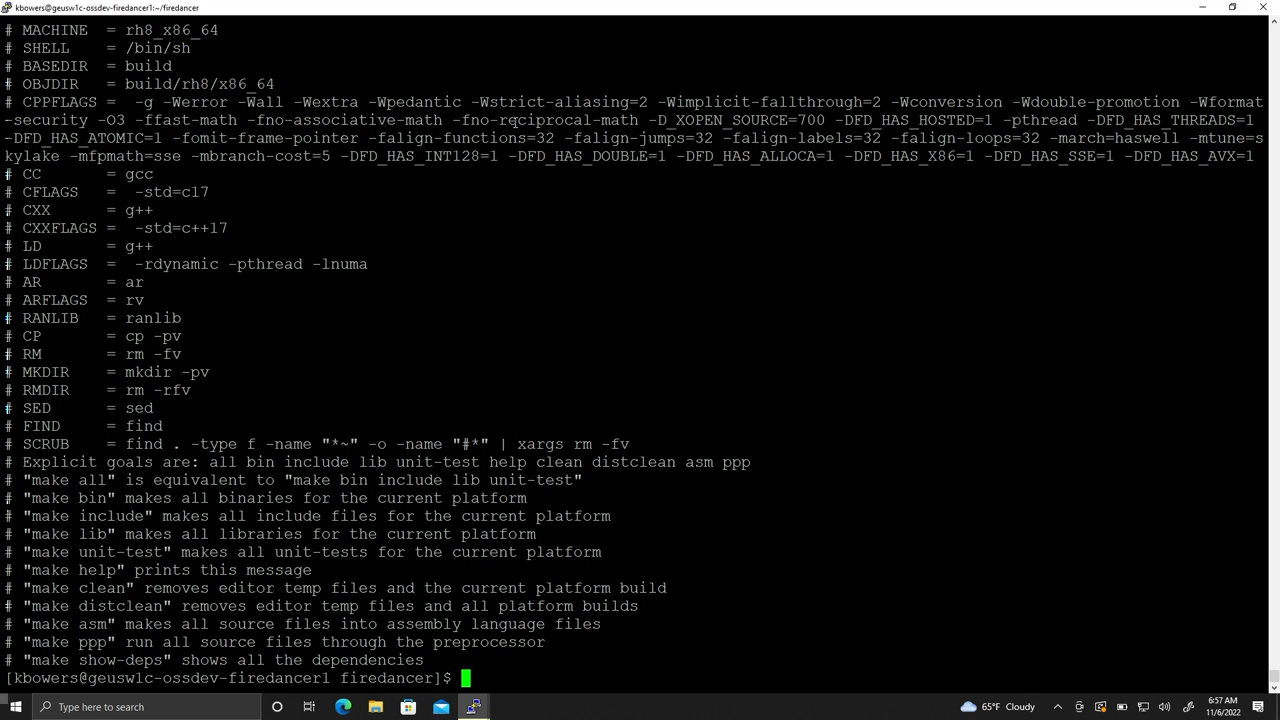 kbowers@geusw1c-ossdev-firedancer1:~/firedancer
# MACHINE  = rh8_x86_64
# SHELL    = /bin/sh
# BASEDIR  = build
# OBJDIR   = build/rh8/x86_64
# CPPFLAGS =  -g -Werror -Wall -Wextra -Wpedantic -Wstrict-aliasing=2 -Wimplicit-fallthrough=2 -Wconversion -Wdouble-promotion -Wformat
-security -O3 -ffast-math -fno-associative-math -fno-reciprocal-math -D_XOPEN_SOURCE=700 -DFD_HAS_HOSTED=1 -pthread -DFD_HAS_THREADS=1
-DFD_HAS_ATOMIC=1 -fomit-frame-pointer -falign-functions=32 -falign-jumps=32 -falign-labels=32 -falign-loops=32 -march=haswell -mtune=s
kylake -mfpmath=sse -mbranch-cost=5 -DFD_HAS_INT128=1 -DFD_HAS_DOUBLE=1 -DFD_HAS_ALLOCA=1 -DFD_HAS_X86=1 -DFD_HAS_SSE=1 -DFD_HAS_AVX=1
# CC       = gcc
# CFLAGS   =  -std=c17
# CXX      = g++
# CXXFLAGS =  -std=c++17
# LD       = g++
# LDFLAGS  =  -rdynamic -pthread -lnuma
# AR       = ar
# ARFLAGS  = rv
# RANLIB   = ranlib
# CP       = cp -pv
# RM       = rm -fv
# MKDIR    = mkdir -pv
# RMDIR    = rm -rfv
# SED      = sed
# FIND     = find
# SCRUB    = find . -type f -name "*~" -o -name "#*" | xargs rm -fv
# Explicit goals are: all bin include lib unit-test help clean distclean asm ppp
# "make all" is equivalent to "make bin include lib unit-test"
# "make bin" makes all binaries for the current platform
# "make include" makes all include files for the current platform
# "make lib" makes all libraries for the current platform
# "make unit-test" makes all unit-tests for the current platform
# "make help" prints this message
# "make clean" removes editor temp files and the current platform build
# "make distclean" removes editor temp files and all platform builds
# "make asm" makes all source files into assembly language files
# "make ppp" run all source files through the preprocessor
# "make show-deps" shows all the dependencies
[kbowers@geusw1c-ossdev-firedancer1 firedancer]$
Type here to search
65°F Cloudy
6:57 AM
11/6/2022